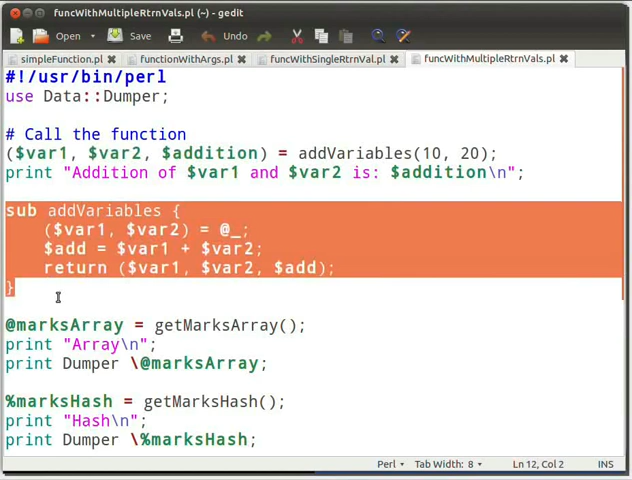 funcWithMultipleRtrnVals.pl (~) - gedit
Open Save Undo
simpleFunction.pl functionWithArgs.pl funcWithSingleRtrnVal.pl funcWithMultipleRtrnVals.pl
#!/usr/bin/perl
use Data::Dumper;
# Call the function
($var1, $var2, $addition) = addVariables(10, 20);
print "Addition of $var1 and $var2 is: $addition\n";
sub addVariables {
($var1, $var2) = @_;
$add = $var1 + $var2;
return ($var1, $var2, $add);
}
@marksArray = getMarksArray();
print "Array\n";
print Dumper \@marksArray;
%marksHash = getMarksHash();
print "Hash\n";
print Dumper \%marksHash;
Perl Tab Width: 8 Ln 12, Col 2 INS